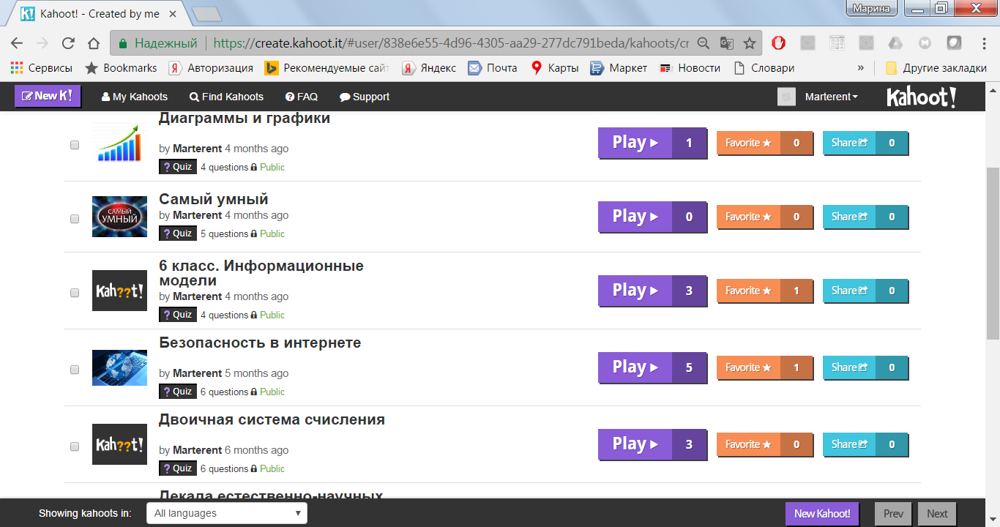 Kahoot! - Created by me
Марина
Надежный https://create.kahoot.it/#user/838e6e55-4d96-4305-aa29-277dc791beda/kahoots/cr
Сервисы Bookmarks Авторизация Рекомендуемые сайт Яндекс Почта Карты Маркет Новости Словари » Другие закладки
New K! My Kahoots Find Kahoots FAQ Support Marterent Kahoot!
Диаграммы и графики
by Marterent 4 months ago
? Quiz 4 questions Public
Play 1 Favorite 0 Share 0
САМЫЙ
УМНЫЙ
Самый умный
by Marterent 4 months ago
? Quiz 5 questions Public
Play 0 Favorite 0 Share 0
Kah??t!
6 класс. Информационные
модели
by Marterent 4 months ago
? Quiz 4 questions Public
Play 3 Favorite 1 Share 0
Безопасность в интернете
by Marterent 5 months ago
? Quiz 6 questions Public
Play 5 Favorite 1 Share 0
Kah??t!
Двоичная система счисления
by Marterent 6 months ago
? Quiz 6 questions Public
Play 3 Favorite 0 Share 0
Декада естественно-научных
Showing kahoots in: All languages New Kahoot! Prev Next